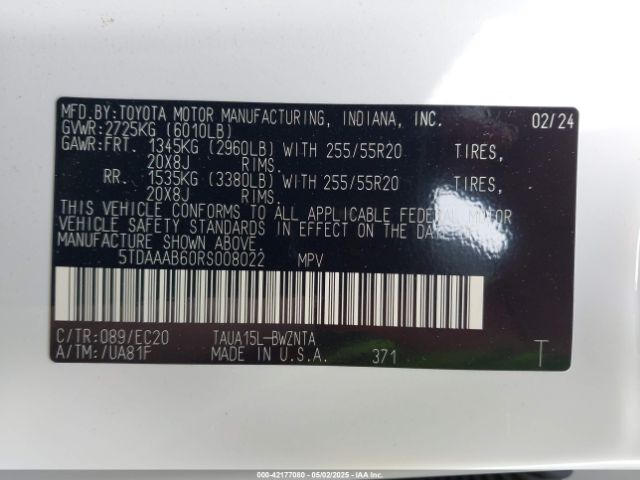 MFD.BY:TOYOTA MOTOR MANUFACTURING, INDIANA, INC. 02/24
GVWR:2725KG (6010LB)
GAWR:FRT. 1345KG (2960LB) WITH 255/55R20 TIRES,
20X8J RIMS.
RR. 1535KG (3380LB) WITH 255/55R20 TIRES,
20X8J RIMS.
THIS VEHICLE CONFORMS TO ALL APPLICABLE FEDERAL MOTOR
VEHICLE SAFETY STANDARDS IN EFFECT ON THE DATE OF
MANUFACTURE SHOWN ABOVE.
5TDAAAB60RS008022 MPV
C/TR:089/EC20 TAUA15L-BWZNTA
A/TM:/UA81F MADE IN U.S.A. 371 T
000-42177080 - 05/02/2025 - IAAI.COM